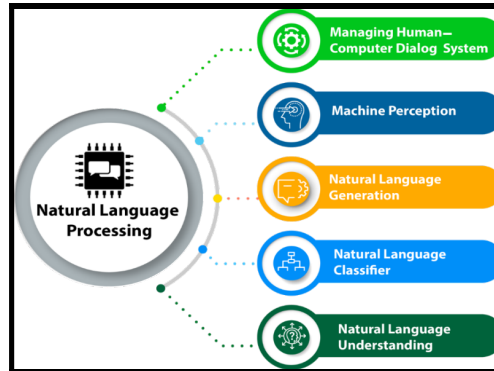 Managing Human—
Computer Dialog System
Machine Perception
Natural Language
Processing
Natural Language
Generation
Natural Language
Classifier
Natural Language
Understanding